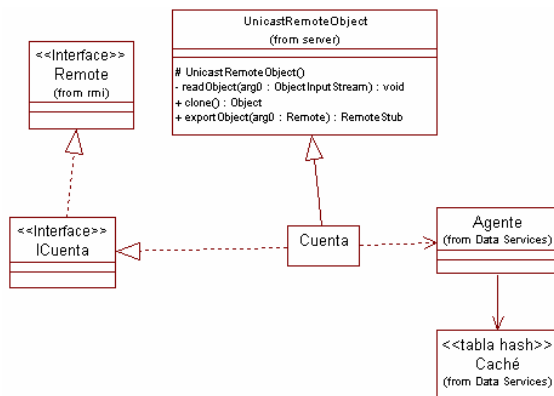 UnicastRemoteObject
(from server)
# UnicastRemoteObject()
- readObject(arg0 : ObjectInputStream) : void
+ clone() : Object
+ exportObject(arg0 : Remote) : RemoteStub
<<Interface>>
Remote
(from rmi)
<<Interface>>
ICuenta
Cuenta
Agente
(from Data Services)
<<tabla hash>>
Caché
(from Data Services)